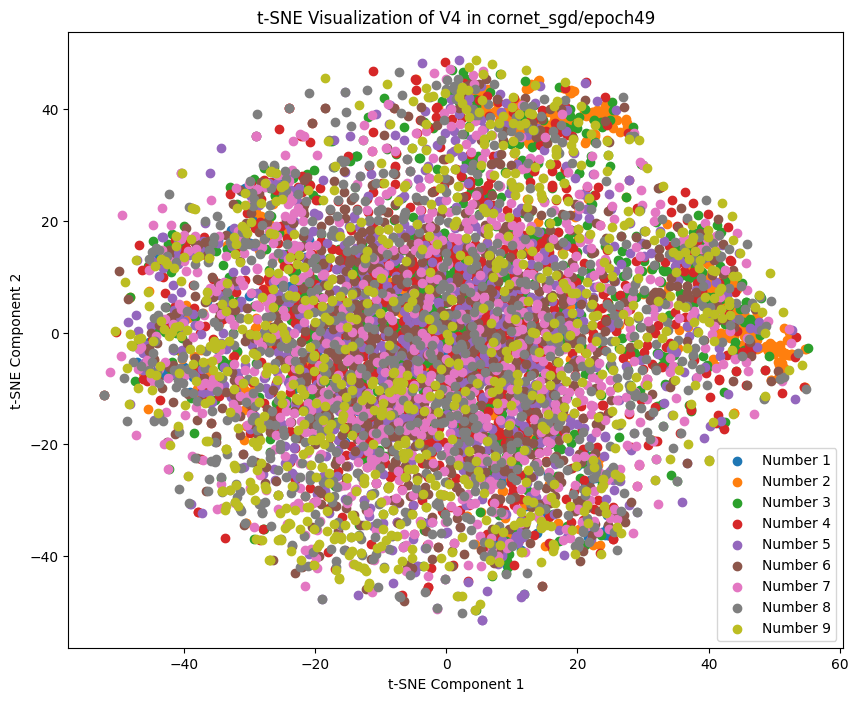 t-SNE Visualization of V4 in cornet_sgd/epoch49
t-SNE Component 2
40
20
0
−20
−40
−40
−20
0
20
40
60
t-SNE Component 1
Number 1
Number 2
Number 3
Number 4
Number 5
Number 6
Number 7
Number 8
Number 9